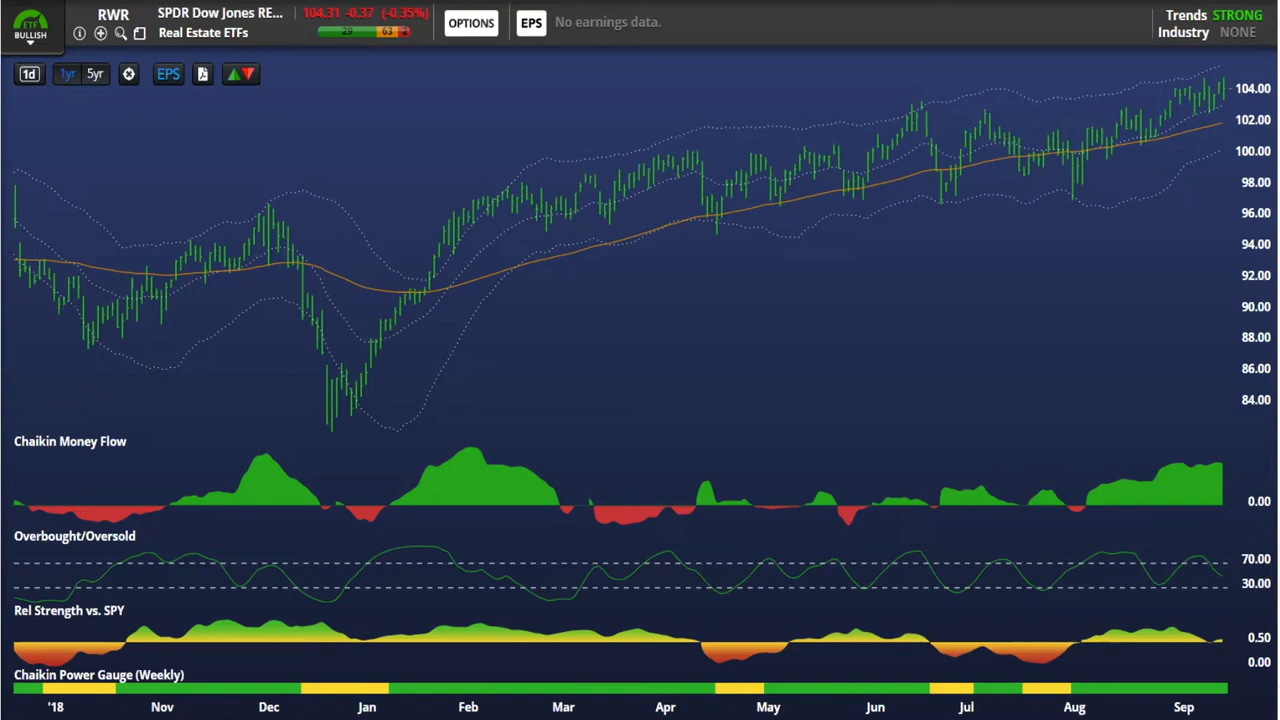 ETF
BULLISH
RWR
SPDR Dow Jones RE...
Real Estate ETFs
104.31 -0.37 (-0.35%)
29 63 2
OPTIONS
EPS
No earnings data.
Trends STRONG
Industry NONE
1d
1yr 5yr
EPS
104.00
102.00
100.00
98.00
96.00
94.00
92.00
90.00
88.00
86.00
84.00
Chaikin Money Flow
0.00
Overbought/Oversold
70.00
30.00
Rel Strength vs. SPY
0.50
0.00
Chaikin Power Gauge (Weekly)
'18 Nov Dec Jan Feb Mar Apr May Jun Jul Aug Sep